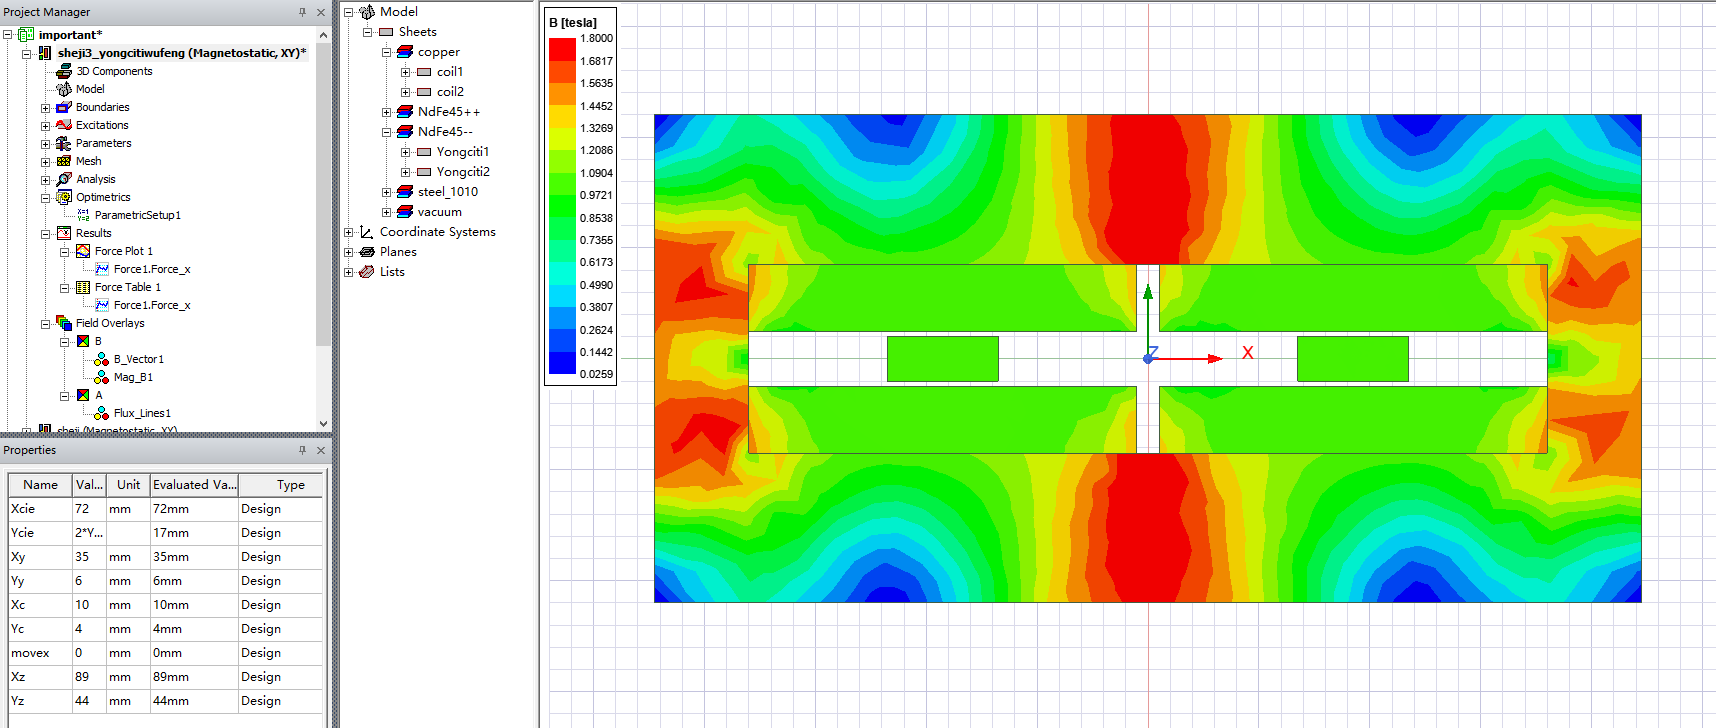 Project Manager
important*
sheji3_yongcitiwufeng (Magnetostatic, XY)*
3D Components
Model
Boundaries
Excitations
Parameters
Mesh
Analysis
Optimetrics
ParametricSetup1
Results
Force Plot 1
Force1.Force_x
Force Table 1
Force1.Force_x
Field Overlays
B
B_Vector1
Mag_B1
A
Flux_Lines1
sheji (Magnetostatic, XY)
Properties
Name Val... Unit Evaluated Va... Type
Xcie 72 mm 72mm Design
Ycie 2*Y... 17mm Design
Xy 35 mm 35mm Design
Yy 6 mm 6mm Design
Xc 10 mm 10mm Design
Yc 4 mm 4mm Design
movex 0 mm 0mm Design
Xz 89 mm 89mm Design
Yz 44 mm 44mm Design
Model
Sheets
copper
coil1
coil2
NdFe45++
NdFe45--
Yongciti1
Yongciti2
steel_1010
vacuum
Coordinate Systems
Planes
Lists
B [tesla]
1.8000
1.6817
1.5635
1.4452
1.3269
1.2086
1.0904
0.9721
0.8538
0.7355
0.6173
0.4990
0.3807
0.2624
0.1442
0.0259
Z
X